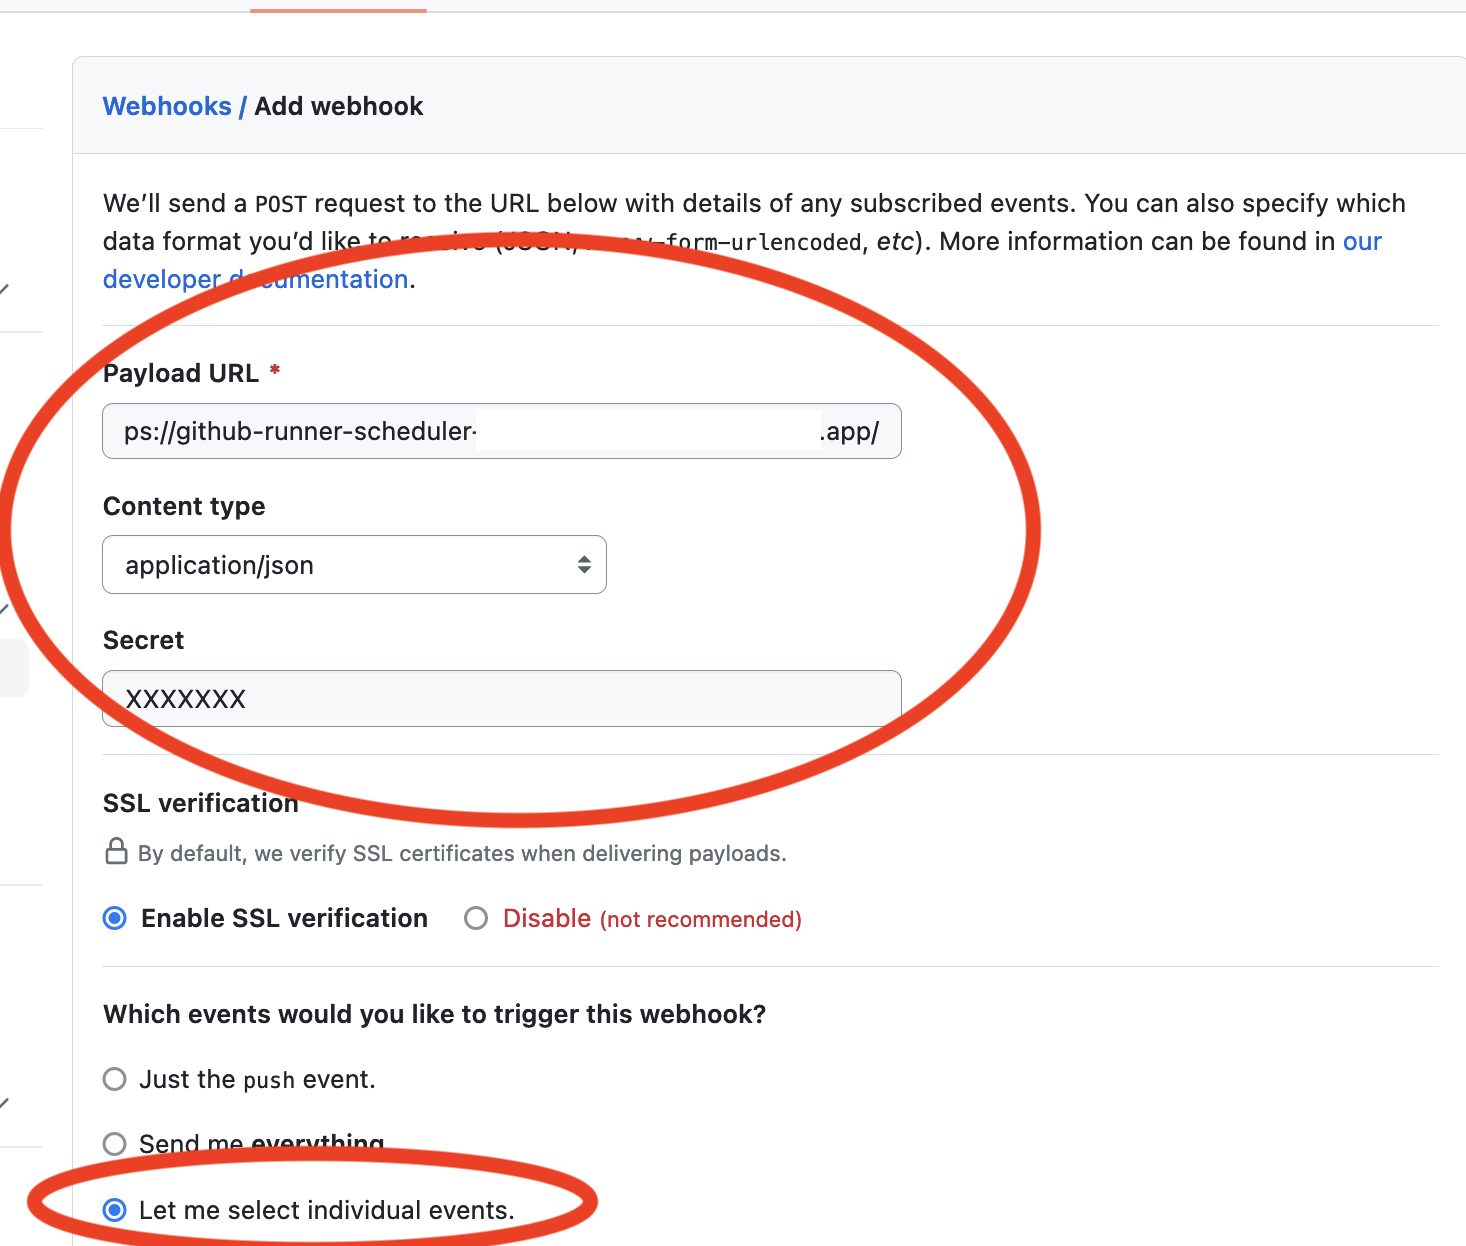 Webhooks / Add webhook
We’ll send a POST request to the URL below with details of any subscribed events. You can also specify which
data format you’d like to receive (JSON, form-urlencoded, etc). More information can be found in our
developer documentation.
Payload URL *
ps://github-runner-scheduler- .app/
Content type
application/json
Secret
XXXXXXX
SSL verification
By default, we verify SSL certificates when delivering payloads.
Enable SSL verification Disable (not recommended)
Which events would you like to trigger this webhook?
Just the push event.
Send me everything
Let me select individual events.